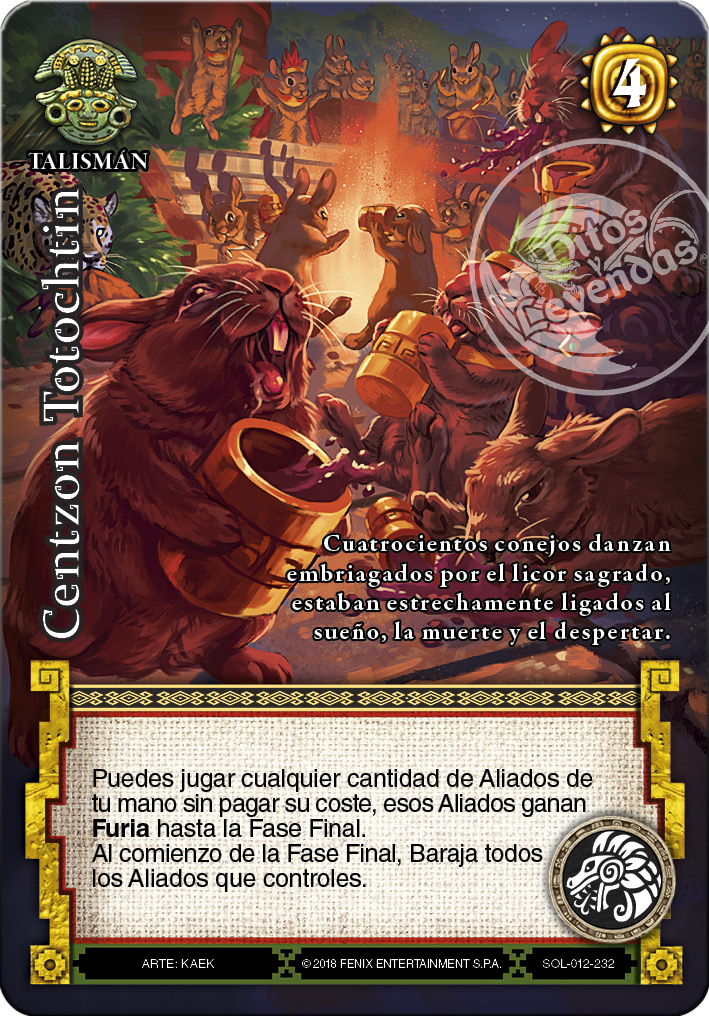 TALISMÁN
4
Mitos
y
Leyendas
Centzon Totochtin
Cuatrocientos conejos danzan
embriagados por el licor sagrado,
estaban estrechamente ligados al
sueño, la muerte y el despertar.
Puedes jugar cualquier cantidad de Aliados de
tu mano sin pagar su coste, esos Aliados ganan
Furia hasta la Fase Final.
Al comienzo de la Fase Final, Baraja todos
los Aliados que controles.
ARTE: KAEK
©2018 FENIX ENTERTAINMENT S.P.A.
SOL-012-232